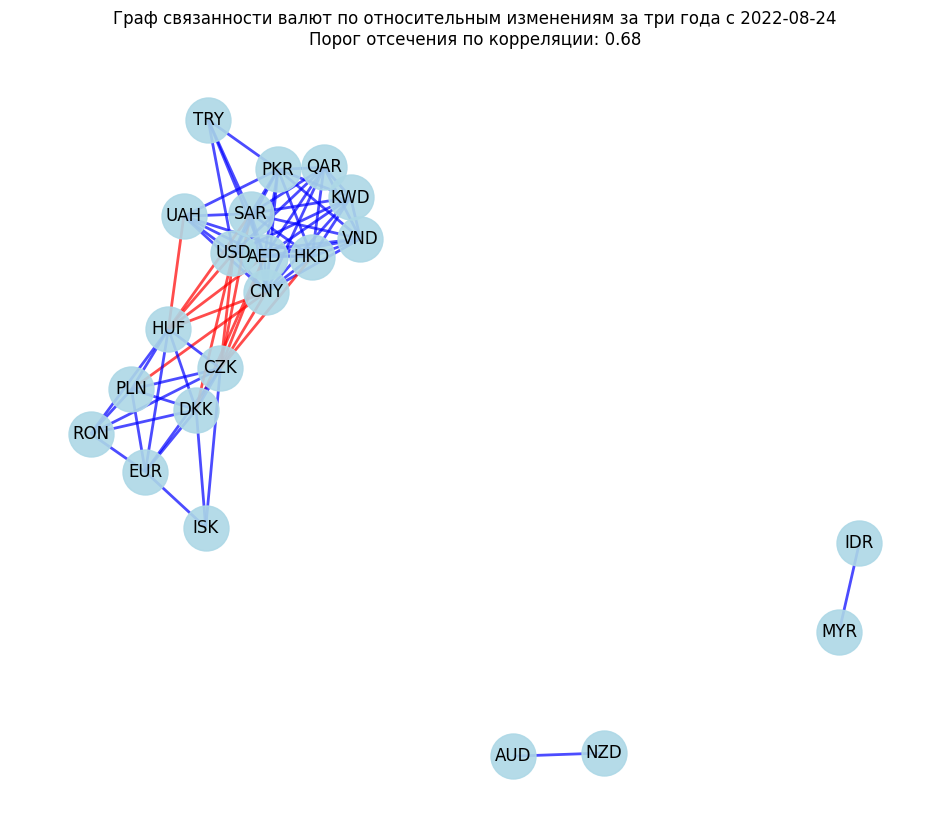 Граф связанности валют по относительным изменениям за три года с 2022-08-24
Порог отсечения по корреляции: 0.68
TRY
PKR
QAR
KWD
UAH
SAR
VND
USD
AED
HKD
CNY
HUF
CZK
PLN
DKK
RON
EUR
ISK
IDR
MYR
AUD
NZD